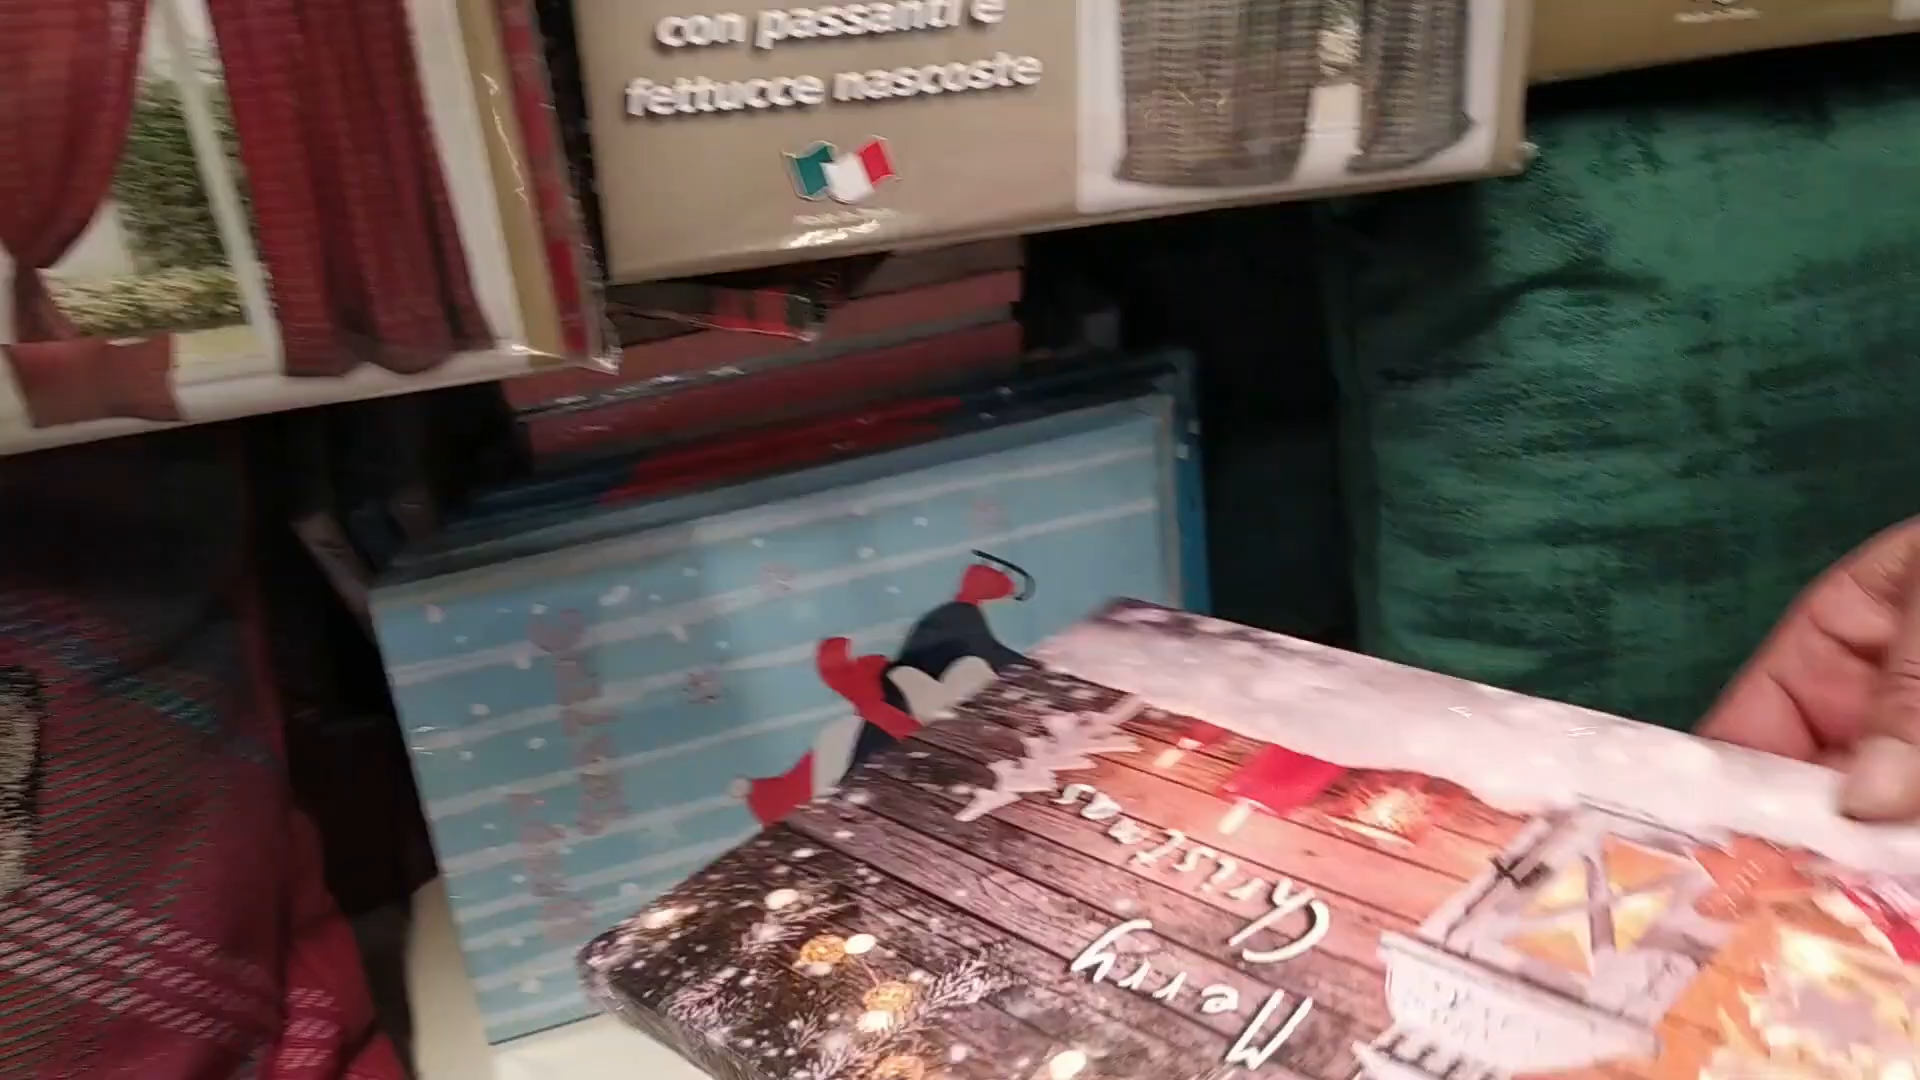 con passanti e
fettucce nascoste
Merry
Christmas